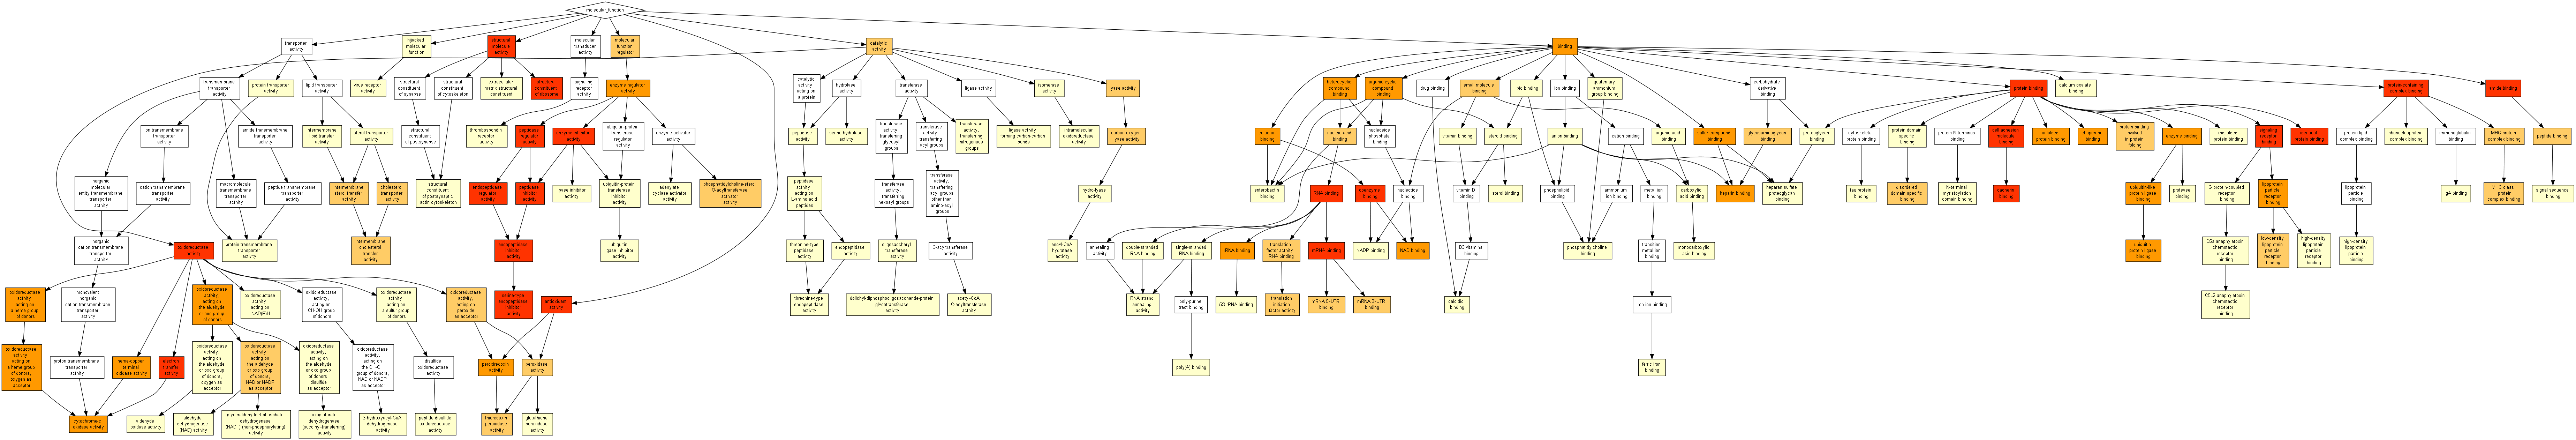 molecular_function
transporter
activity
hijacked
molecular
function
structural
molecule
activity
molecular
transducer
activity
molecular
function
regulator
catalytic
activity
binding
transmembrane
transporter
activity
protein transporter
activity
lipid transporter
activity
virus receptor
activity
structural
constituent
of synapse
structural
constituent
of cytoskeleton
extracellular
matrix structural
constituent
structural
constituent
of ribosome
signaling
receptor
activity
enzyme regulator
activity
catalytic
activity,
acting on
a protein
hydrolase
activity
transferase
activity
ligase activity
isomerase
activity
lyase activity
heterocyclic
compound
binding
organic cyclic
compound
binding
drug binding
small molecule
binding
lipid binding
ion binding
quaternary
ammonium
group binding
carbohydrate
derivative
binding
protein binding
calcium oxalate
binding
protein-containing
complex binding
amide binding
ion transmembrane
transporter
activity
amide transmembrane
transporter
activity
intermembrane
lipid transfer
activity
sterol transporter
activity
structural
constituent
of postsynapse
thrombospondin
receptor
activity
peptidase
regulator
activity
enzyme inhibitor
activity
ubiquitin-protein
transferase
regulator
activity
enzyme activator
activity
peptidase
activity
serine hydrolase
activity
transferase
activity,
transferring
glycosyl
groups
transferase
activity,
transferring
acyl groups
transferase
activity,
transferring
nitrogenous
groups
ligase activity,
forming carbon-carbon
bonds
intramolecular
oxidoreductase
activity
carbon-oxygen
lyase activity
cofactor
binding
nucleic acid
binding
nucleoside
phosphate
binding
vitamin binding
steroid binding
anion binding
cation binding
organic acid
binding
sulfur compound
binding
glycosaminoglycan
binding
proteoglycan
binding
cytoskeletal
protein binding
protein domain
specific
binding
protein N-terminus
binding
cell adhesion
molecule
binding
unfolded
protein binding
chaperone
binding
protein binding
involved
in protein
folding
enzyme binding
misfolded
protein binding
signaling
receptor
binding
identical
protein binding
protein-lipid
complex binding
ribonucleoprotein
complex binding
immunoglobulin
binding
MHC protein
complex binding
peptide binding
inorganic
molecular
entity transmembrane
transporter
activity
cation transmembrane
transporter
activity
macromolecule
transmembrane
transporter
activity
peptide transmembrane
transporter
activity
intermembrane
sterol transfer
activity
cholesterol
transporter
activity
structural
constituent
of postsynaptic
actin cytoskeleton
endopeptidase
regulator
activity
peptidase
inhibitor
activity
lipase inhibitor
activity
ubiquitin-protein
transferase
inhibitor
activity
adenylate
cyclase activator
activity
phosphatidylcholine-sterol
O-acyltransferase
activator
activity
peptidase
activity,
acting on
L-amino acid
peptides
transferase
activity,
transferring
hexosyl groups
transferase
activity,
transferring
acyl groups
other than
amino-acyl
groups
hydro-lyase
activity
enterobactin
binding
RNA binding
coenzyme
binding
nucleotide
binding
vitamin D
binding
sterol binding
phospholipid
binding
ammonium
ion binding
metal ion
binding
carboxylic
acid binding
heparin binding
heparan sulfate
proteoglycan
binding
tau protein
binding
disordered
domain specific
binding
N-terminal
myristoylation
domain binding
cadherin
binding
ubiquitin-like
protein ligase
binding
protease
binding
G protein-coupled
receptor
binding
lipoprotein
particle
receptor
binding
lipoprotein
particle
binding
IgA binding
MHC class
II protein
complex binding
signal sequence
binding
inorganic
cation transmembrane
transporter
activity
oxidoreductase
activity
protein transmembrane
transporter
activity
intermembrane
cholesterol
transfer
activity
endopeptidase
inhibitor
activity
ubiquitin
ligase inhibitor
activity
threonine-type
peptidase
activity
endopeptidase
activity
oligosaccharyl
transferase
activity
C-acyltransferase
activity
enoyl-CoA
hydratase
activity
annealing
activity
double-stranded
RNA binding
single-stranded
RNA binding
rRNA binding
translation
factor activity,
RNA binding
mRNA binding
NADP binding
NAD binding
D3 vitamins
binding
phosphatidylcholine
binding
transition
metal ion
binding
monocarboxylic
acid binding
ubiquitin
protein ligase
binding
C5a anaphylatoxin
chemotactic
receptor
binding
low-density
lipoprotein
particle
receptor binding
high-density
lipoprotein
particle
receptor binding
high-density
lipoprotein
particle binding
oxidoreductase
activity, acting on
a heme group
of donors
monovalent
inorganic
cation transmembrane
transporter
activity
oxidoreductase
activity,
acting on
the aldehyde
or oxo group
of donors
oxidoreductase
activity,
acting on
NAD(P)H
oxidoreductase
activity,
acting on
CH-OH
group of donors
oxidoreductase
activity,
acting on
a sulfur group
of donors
oxidoreductase
activity,
acting on
peroxide
as acceptor
serine-type
endopeptidase
inhibitor
activity
antioxidant
activity
threonine-type
endopeptidase
activity
dolichyl-diphosphooligosaccharide-protein
glycotransferase
activity
acetyl-CoA
C-acyltransferase
activity
RNA strand
annealing
activity
poly-purine
tract binding
5S rRNA binding
translation
initiation
factor activity
mRNA 5'-UTR
binding
mRNA 3'-UTR
binding
calcidiol
binding
iron ion binding
C5L2 anaphylatoxin
chemotactic
receptor
binding
oxidoreductase
activity,
acting on
a heme group
of donors,
oxygen as
acceptor
proton transmembrane
transporter
activity
heme-copper
terminal
oxidase activity
electron
transfer
activity
oxidoreductase
activity,
acting on
the aldehyde
or oxo group
of donors,
oxygen as
acceptor
oxidoreductase
activity,
acting on
the aldehyde
or oxo group
of donors,
NAD or NADP
as acceptor
oxidoreductase
activity,
acting on
the aldehyde
or oxo group
of donors,
disulfide
as acceptor
oxidoreductase
activity,
acting on
the CH-OH
group of donors,
NAD or NADP
as acceptor
disulfide
oxidoreductase
activity
peroxiredoxin
activity
peroxidase
activity
poly(A) binding
ferric iron
binding
cytochrome-c
oxidase activity
aldehyde
oxidase activity
aldehyde
dehydrogenase
(NAD) activity
glyceraldehyde-3-phosphate
dehydrogenase
(NAD+) (non-phosphorylating)
activity
oxoglutarate
dehydrogenase
(succinyl-transferring)
activity
3-hydroxyacyl-CoA
dehydrogenase
activity
peptide disulfide
oxidoreductase
activity
thioredoxin
peroxidase
activity
glutathione
peroxidase
activity